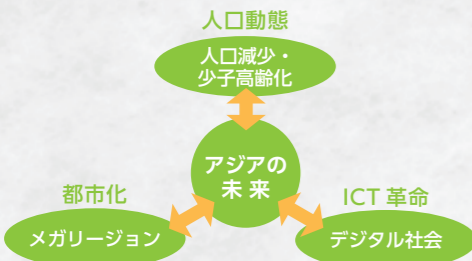 人口動態
人口減少・
少子高齢化
アジアの
未 来
都市化
メガリージョン
ICT 革命
デジタル社会